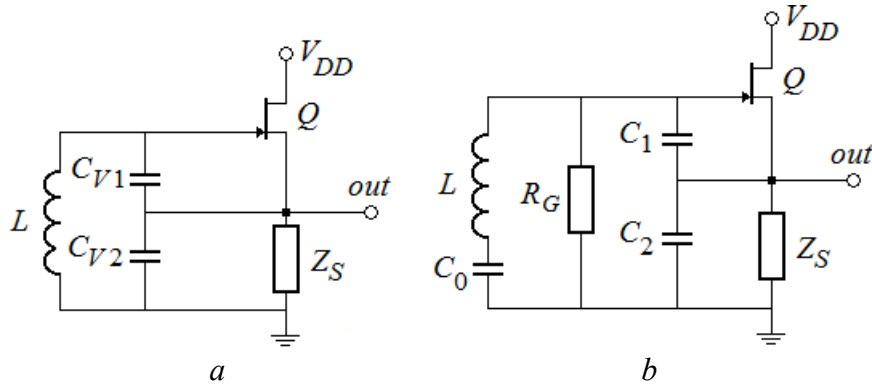 V_DD
Q
C_V1
out
L
C_V2
Z_S
a
V_DD
Q
C_1
out
L
R_G
C_2
Z_S
C_0
b